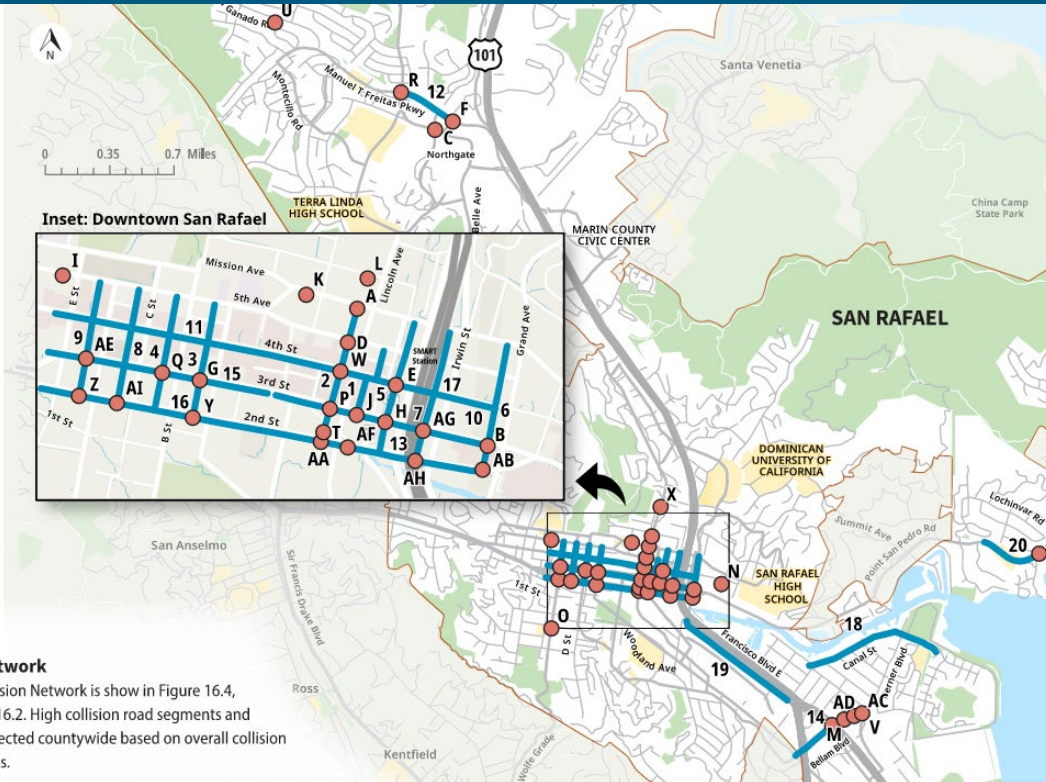 U
Ganado R
Manuel T Freitas Pkwy
R
12
F
C
Northgate
Montecillo Rd
101
Santa Venetia
N
0 0.35 0.7 Miles
TERRA LINDA
HIGH SCHOOL
Belle Ave
MARIN COUNTY
CIVIC CENTER
China Camp
State Park
SAN RAFAEL
Inset: Downtown San Rafael
I
Mission Ave
K
L
Lincoln Ave
5th Ave
A
E St
C St
11
4th St
D
W
SMART
Station
Irwin St
Grand Ave
9
AE
8
4
Q
3
G
15
3rd St
2
P
1
J
5
E
H
7
17
AG
10
6
B
Z
AI
16
Y
2nd St
T
AF
13
AB
AA
AH
1st St
B St
DOMINICAN
UNIVERSITY OF
CALIFORNIA
X
N
SAN RAFAEL
HIGH
SCHOOL
Summit Ave
Point San Pedro Rd
Lochinvar Rd
20
San Anselmo
Sir Francis Drake Blvd
1st St
O
D St
Woodland Ave
Francisco Blvd E
19
18
Canal St
erner Blvd
14
AD
AC
M
V
Bellam Blvd
Ross
Kentfield
Wolfe Grade
twork
sion Network is show in Figure 16.4,
16.2. High collision road segments and
ected countywide based on overall collision
s.